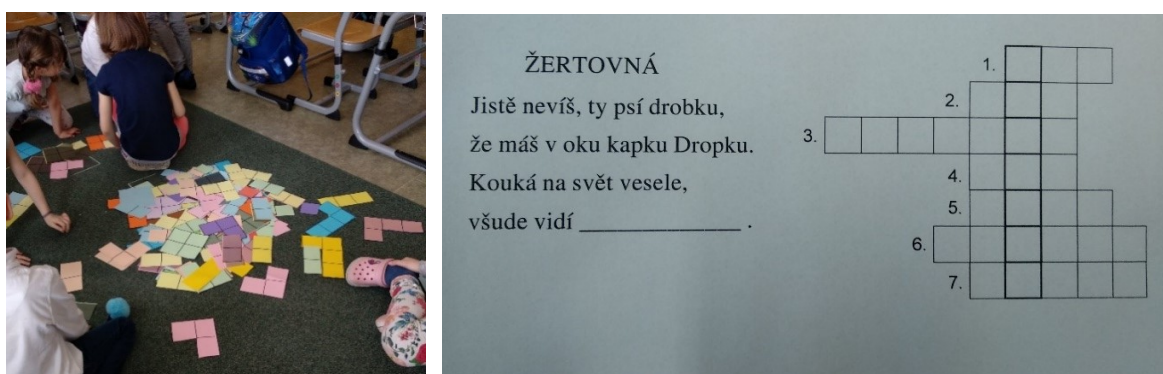 ŽERTOVNÁ
Jistě nevíš, ty psí drobku,
že máš v oku kapku Dropku.
Kouká na svět vesele,
všude vidí ______________ .
1.
2.
3.
4.
5.
6.
7.